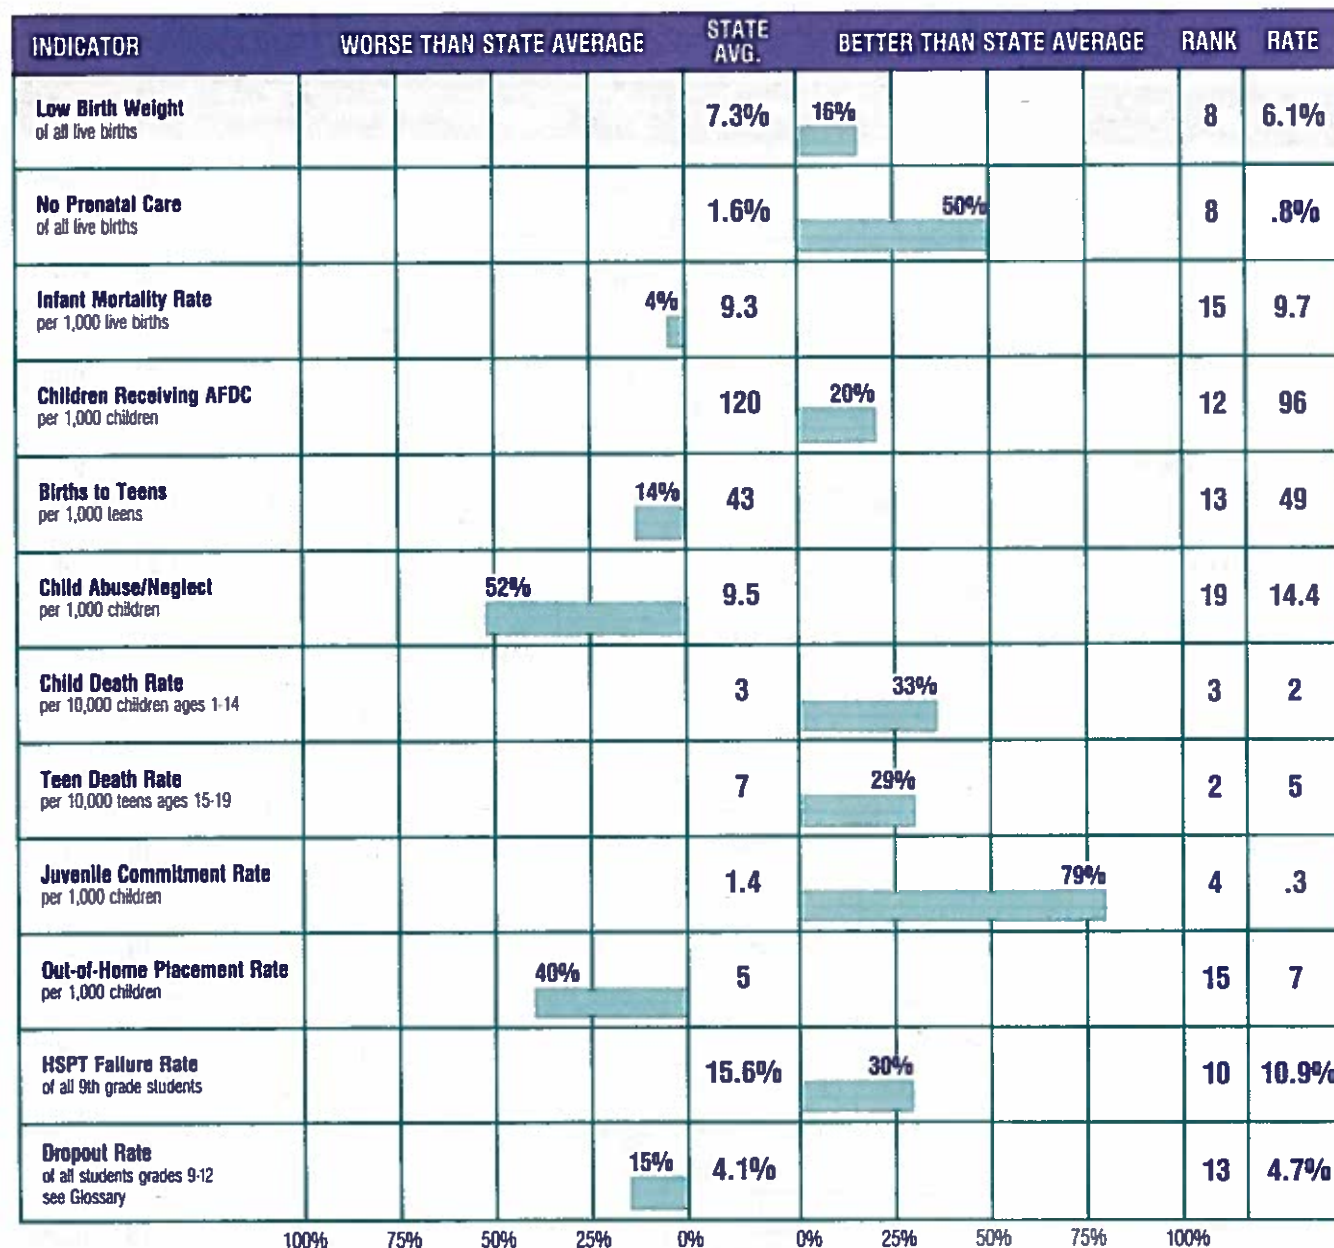 INDICATOR WORSE THAN STATE AVERAGE STATE AVG. BETTER THAN STATE AVERAGE RANK RATE
Low Birth Weight 7.3% 16% 8 6.1%
of all live births
No Prenatal Care 1.6% 50% 8 .8%
of all live births
Infant Mortality Rate 4% 9.3 15 9.7
per 1,000 live births
Children Receiving AFDC 120 20% 12 96
per 1,000 children
Births to Teens 14% 43 13 49
per 1,000 teens
Child Abuse/Neglect 52% 9.5 19 14.4
per 1,000 children
Child Death Rate 3 33% 3 2
per 10,000 children ages 1-14
Teen Death Rate 7 29% 2 5
per 10,000 teens ages 15-19
Juvenile Commitment Rate 1.4 79% 4 .3
per 1,000 children
Out-of-Home Placement Rate 40% 5 15 7
per 1,000 children
HSPT Failure Rate 15.6% 30% 10 10.9%
of all 9th grade students
Dropout Rate 15% 4.1% 13 4.7%
of all students grades 9-12
see Glossary
100% 75% 50% 25% 0% 0% 25% 50% 75% 100%